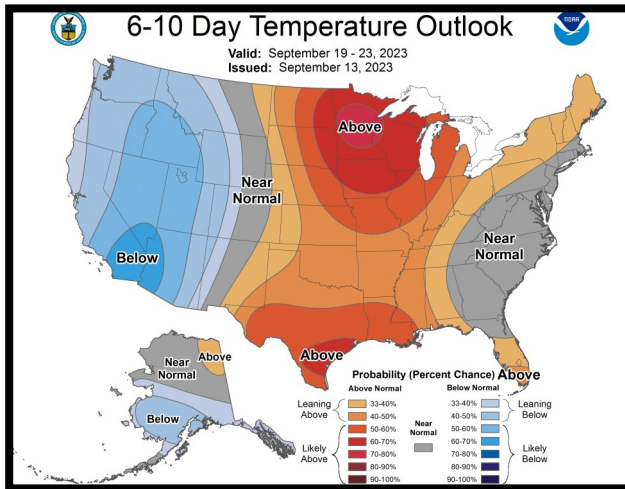 6-10 Day Temperature Outlook
NOAA
Valid: September 19 - 23, 2023
Issued: September 13, 2023
Above
Near
Normal
Near
Normal
Below
Above
Near
Normal
Above
Below
Above
Probability (Percent Chance)
Above Normal
Below Normal
Leaning
Above
33-40%
40-50%
Likely
Above
50-60%
60-70%
70-80%
80-90%
90-100%
Near
Normal
33-40%
40-50%
Leaning
Below
50-60%
60-70%
70-80%
80-90%
90-100%
Likely
Below